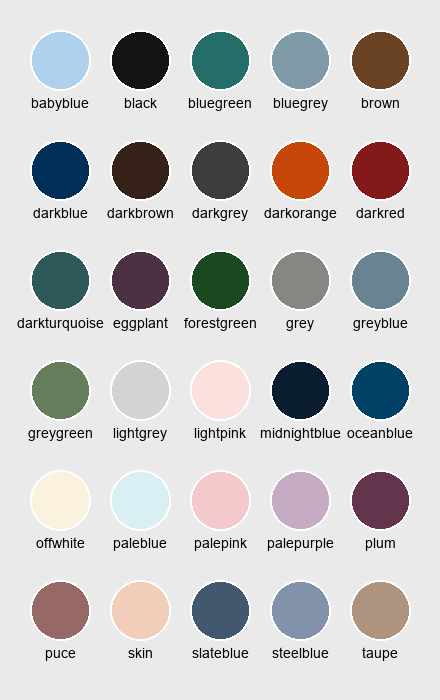 babyblue black bluegreen bluegrey brown
darkblue darkbrown darkgrey darkorange darkred
darkturquoise eggplant forestgreen grey greyblue
greygreen lightgrey lightpink midnightblue oceanblue
offwhite paleblue palepink palepurple plum
puce skin slateblue steelblue taupe